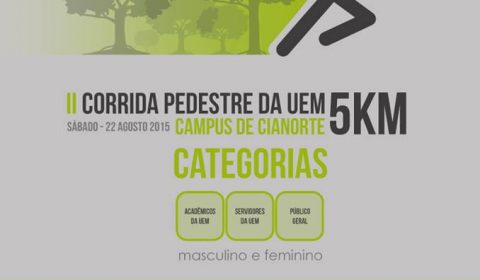 II CORRIDA PEDESTRE DA UEM 5KM
SÁBADO - 22 AGOSTO 2015 CAMPUS DE CIANORTE
CATEGORIAS
ACADÊMICOS DA UEM
SERVIDORES DA UEM
PÚBLICO GERAL
masculino e feminino